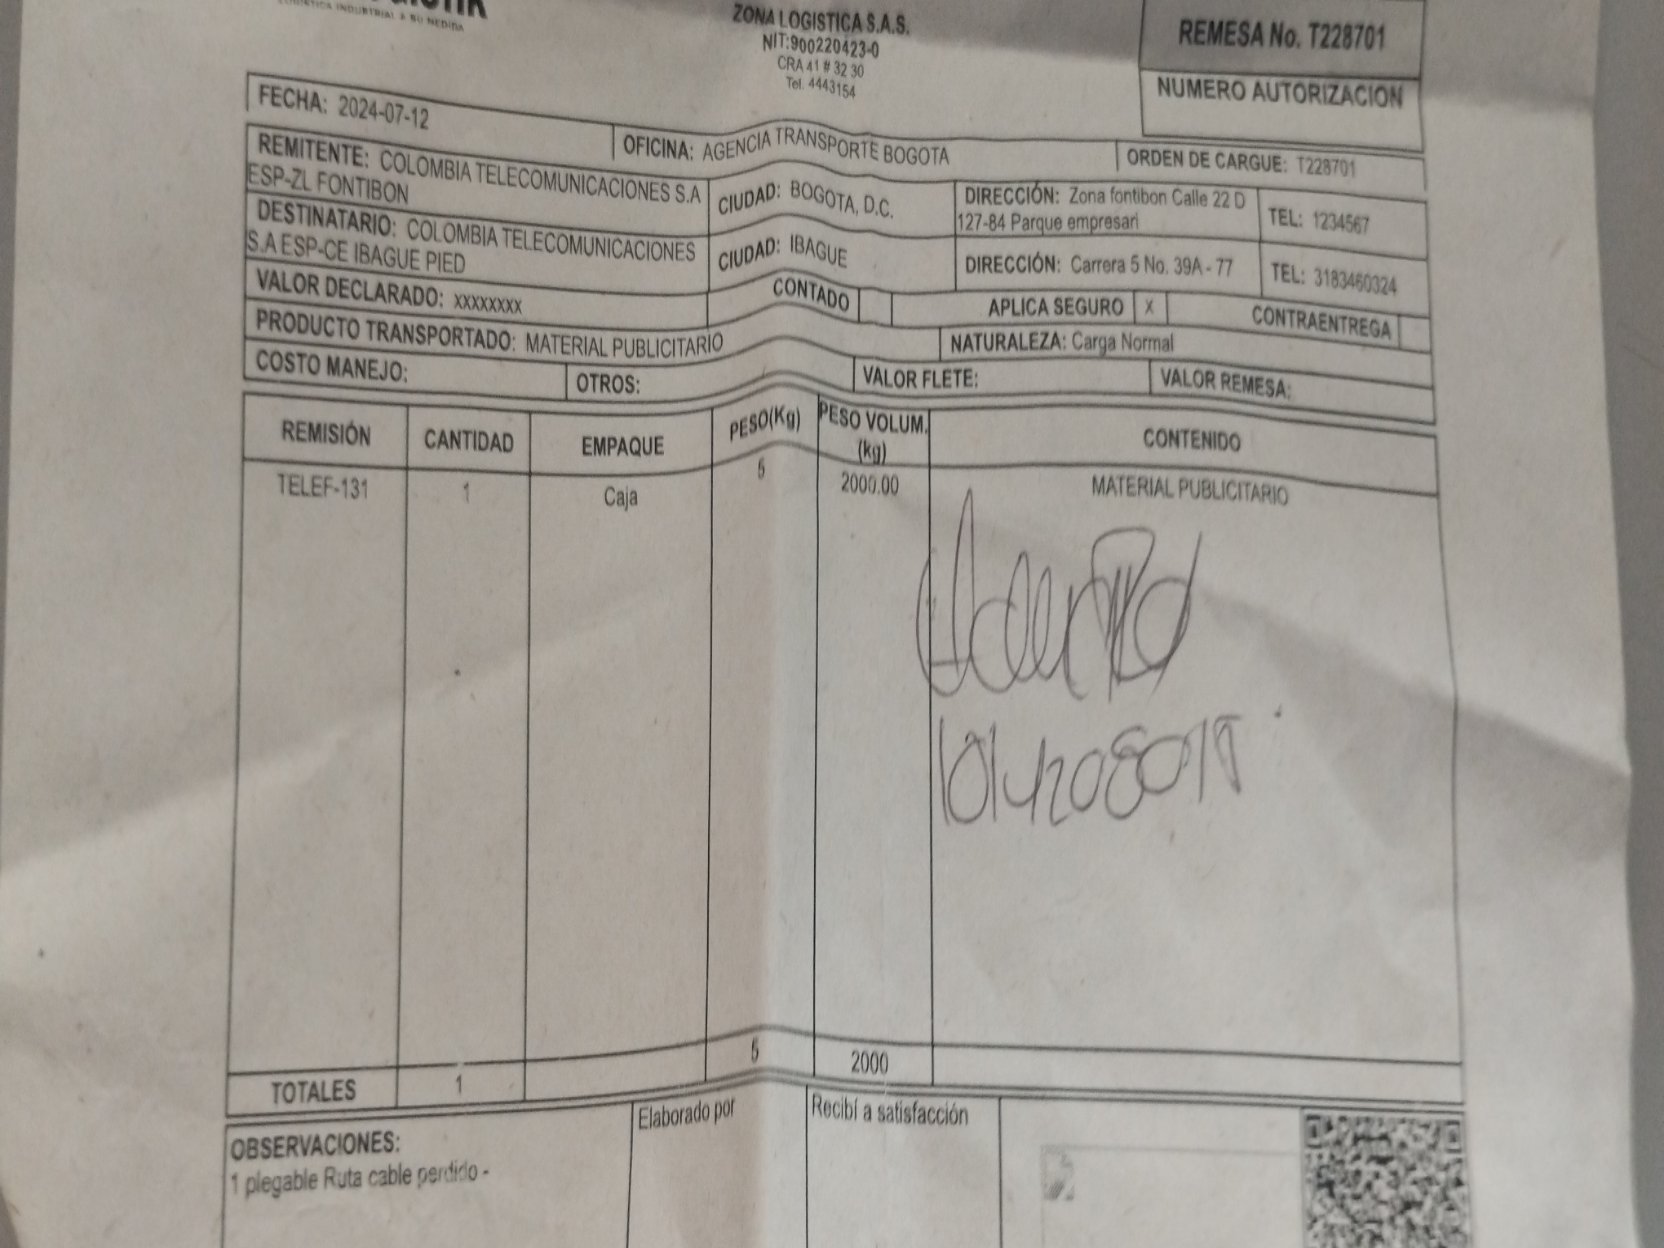 LOGISTICA INDUSTRIAL A SU MEDIDA
ZONA LOGISTICA S.A.S.
NIT:900220423-0
CRA 41 # 32 30
Tel. 4443154
REMESA No. T228701
NUMERO AUTORIZACION
FECHA: 2024-07-12
OFICINA: AGENCIA TRANSPORTE BOGOTA
ORDEN DE CARGUE: T228701
REMITENTE: COLOMBIA TELECOMUNICACIONES S.A
ESP-ZL FONTIBON
CIUDAD: BOGOTA, D.C.
DIRECCIÓN: Zona fontibon Calle 22 D
127-84 Parque empresari
TEL: 1234567
DESTINATARIO: COLOMBIA TELECOMUNICACIONES
S.A ESP-CE IBAGUE PIED
CIUDAD: IBAGUE
DIRECCIÓN: Carrera 5 No. 39A - 77
TEL: 3183460324
VALOR DECLARADO: XXXXXXXX
CONTADO
APLICA SEGURO X
CONTRAENTREGA
PRODUCTO TRANSPORTADO: MATERIAL PUBLICITARIO
NATURALEZA: Carga Normal
COSTO MANEJO:
OTROS:
VALOR FLETE:
VALOR REMESA:
REMISIÓN CANTIDAD EMPAQUE PESO(Kg) PESO VOLUM. (kg) CONTENIDO
TELEF-131 1 Caja 5 2000.00 MATERIAL PUBLICITARIO
TOTALES 1 5 2000
OBSERVACIONES:
1 plegable Ruta cable perdido -
Elaborado por
Recibí a satisfacción